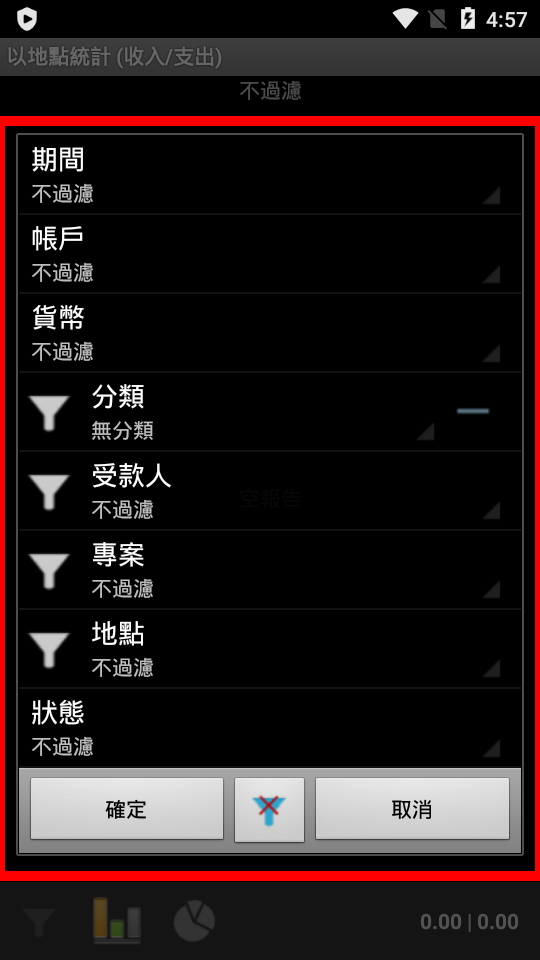 4:57
以地點統計 (收入/支出)
不過濾
期間
不過濾
帳戶
不過濾
貨幣
不過濾
分類
無分類
受款人
不過濾
空報告
專案
不過濾
地點
不過濾
狀態
不過濾
確定
取消
0.00 | 0.00